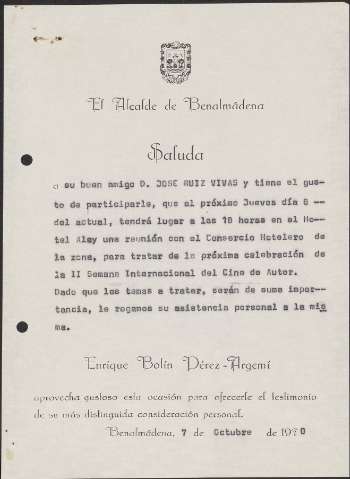 El Alcalde de Benalmádena
Saluda
a su buen amigo D. JOSE RUIZ VIVAS y tiene el gus-
to de participarle, que el próximo Jueves día 8 --
del actual, tendrá lugar a las 18 horas en el Ho--
tel Alay una reunión con el Consorcio Hotelero de
la zona, para tratar de la próxima celebración de
la II Semana Internacional del Cine de Autor.
Dado que los temas a tratar, serán de suma impor-
tancia, le rogamos su asistencia personal a la mis
ma.
Enrique Bolín Pérez-Argemí
aprovecha gustoso esta ocasión para ofrecerle el testimonio
de su más distinguida consideración personal.
Benalmádena, 7 de Octubre de 1970